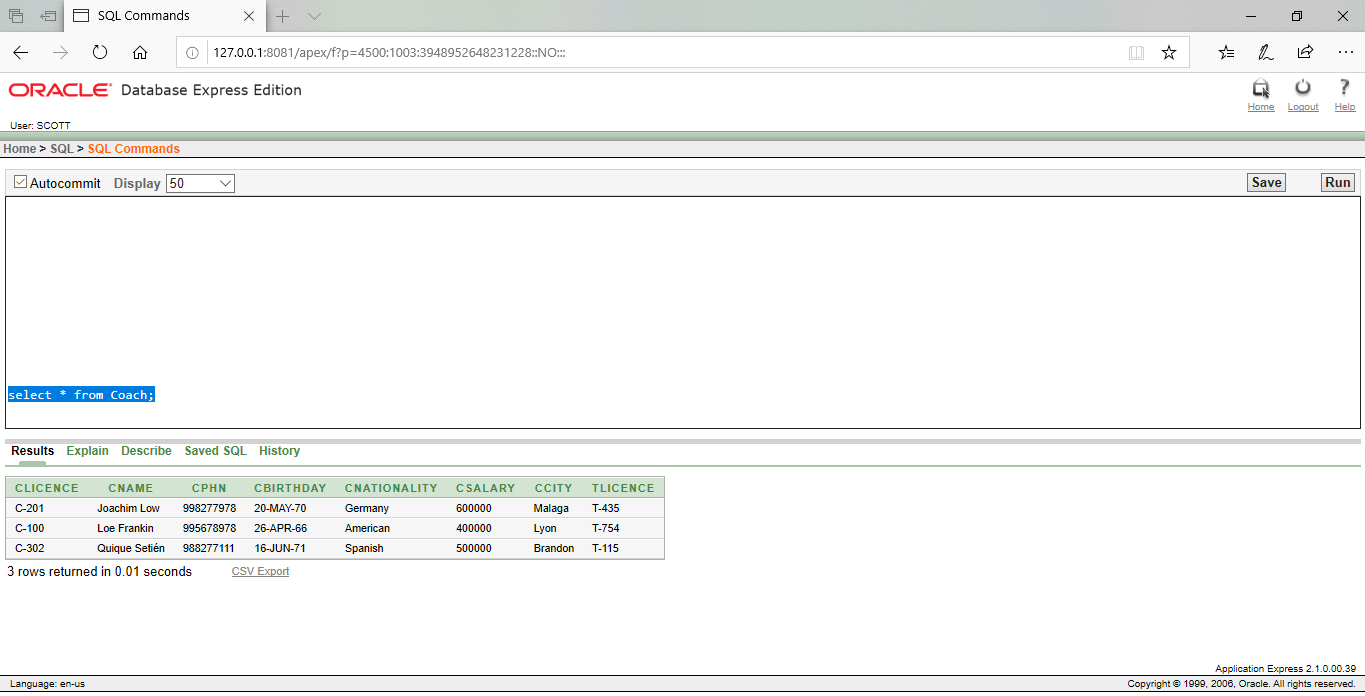 SQL Commands
127.0.0.1:8081/apex/f?p=4500:1003:3948952648231228::NO:::
ORACLE Database Express Edition
Home Logout Help
User: SCOTT
Home > SQL > SQL Commands
Autocommit Display 50 Save Run
select * from Coach;
Results Explain Describe Saved SQL History
CLICENCE CNAME CPHN CBIRTHDAY CNATIONALITY CSALARY CCITY TLICENCE
C-201 Joachim Low 998277978 20-MAY-70 Germany 600000 Malaga T-435
C-100 Loe Frankin 995678978 26-APR-66 American 400000 Lyon T-754
C-302 Quique Setién 988277111 16-JUN-71 Spanish 500000 Brandon T-115
3 rows returned in 0.01 seconds CSV Export
Application Express 2.1.0.00.39
Language: en-us Copyright © 1999, 2006, Oracle. All rights reserved.